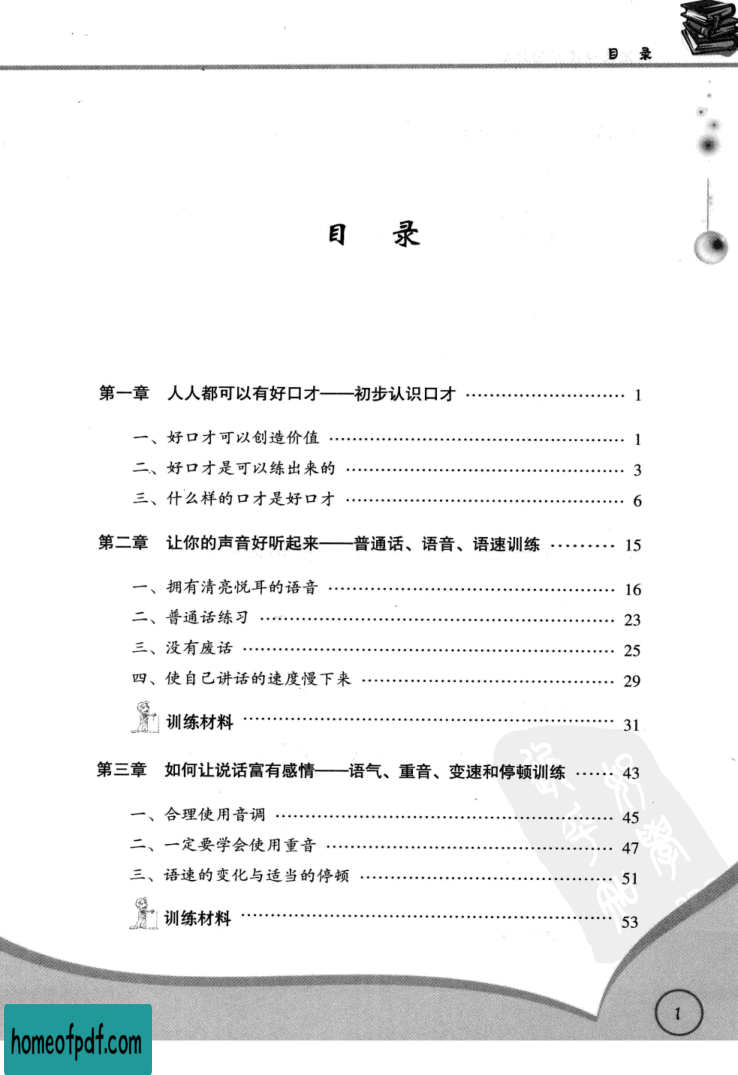 目 录
目 录
第一章 人人都可以有好口才——初步认识口才 ………………………… 1
一、好口才可以创造价值 ………………………………………… 1
二、好口才是可以练出来的 ……………………………………… 3
三、什么样的口才是好口才 ……………………………………… 6
第二章 让你的声音好听起来——普通话、语音、语速训练 ……… 15
一、拥有清亮悦耳的语音 ………………………………………… 16
二、普通话练习 …………………………………………………… 23
三、没有废话 ……………………………………………………… 25
四、使自己讲话的速度慢下来 …………………………………… 29
训练材料 …………………………………………………… 31
第三章 如何让说话富有感情——语气、重音、变速和停顿训练 …… 43
一、合理使用音调 ………………………………………………… 45
二、一定要学会使用重音 ………………………………………… 47
三、语速的变化与适当的停顿 …………………………………… 51
训练材料 …………………………………………………… 53
1
homeofpdf.com